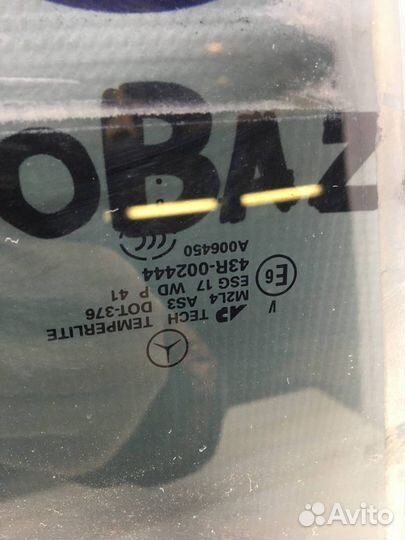 oBAZ
TEMPERLITE
DOT-376
TECH AS3
M2L4
ESG 17 WD P 41
43R-002444
A006450
E6
V
Avito